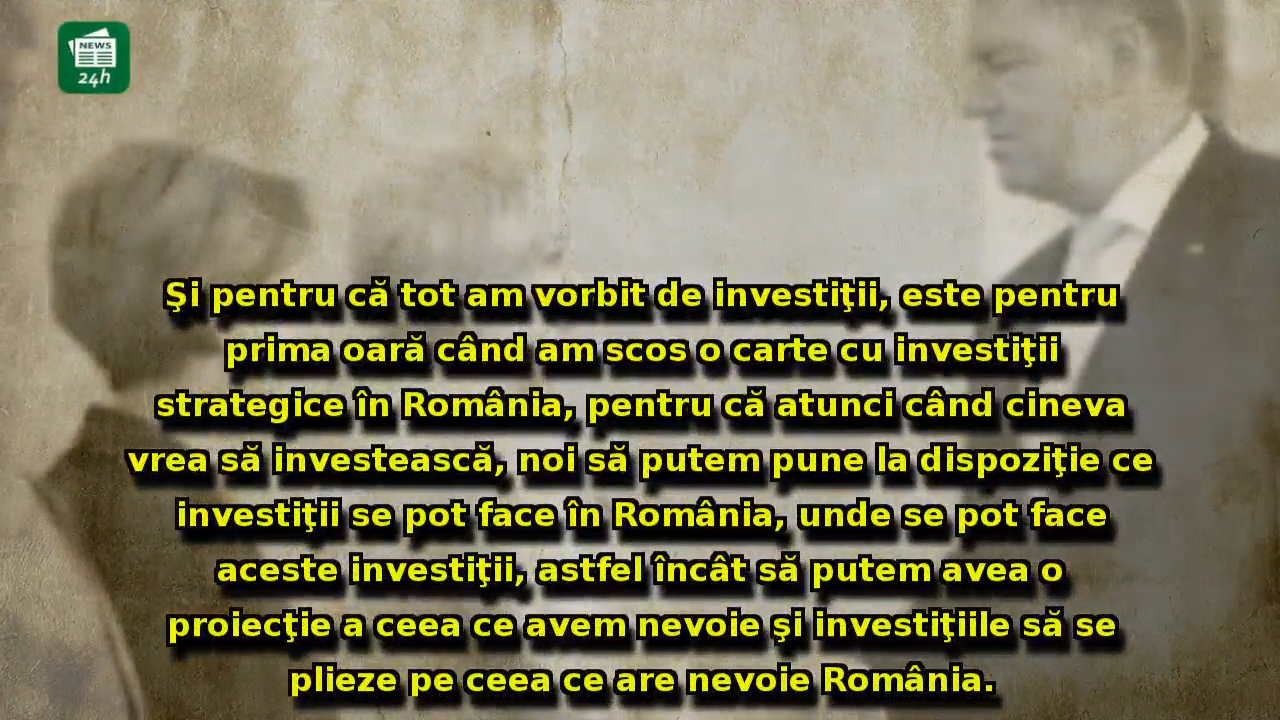 NEWS
24h
Şi pentru că tot am vorbit de investiţii, este pentru
prima oară când am scos o carte cu investiţii
strategice în România, pentru că atunci când cineva
vrea să investească, noi să putem pune la dispoziţie ce
investiţii se pot face în România, unde se pot face
aceste investiţii, astfel încât să putem avea o
proiecţie a ceea ce avem nevoie şi investiţiile să se
plieze pe ceea ce are nevoie România.